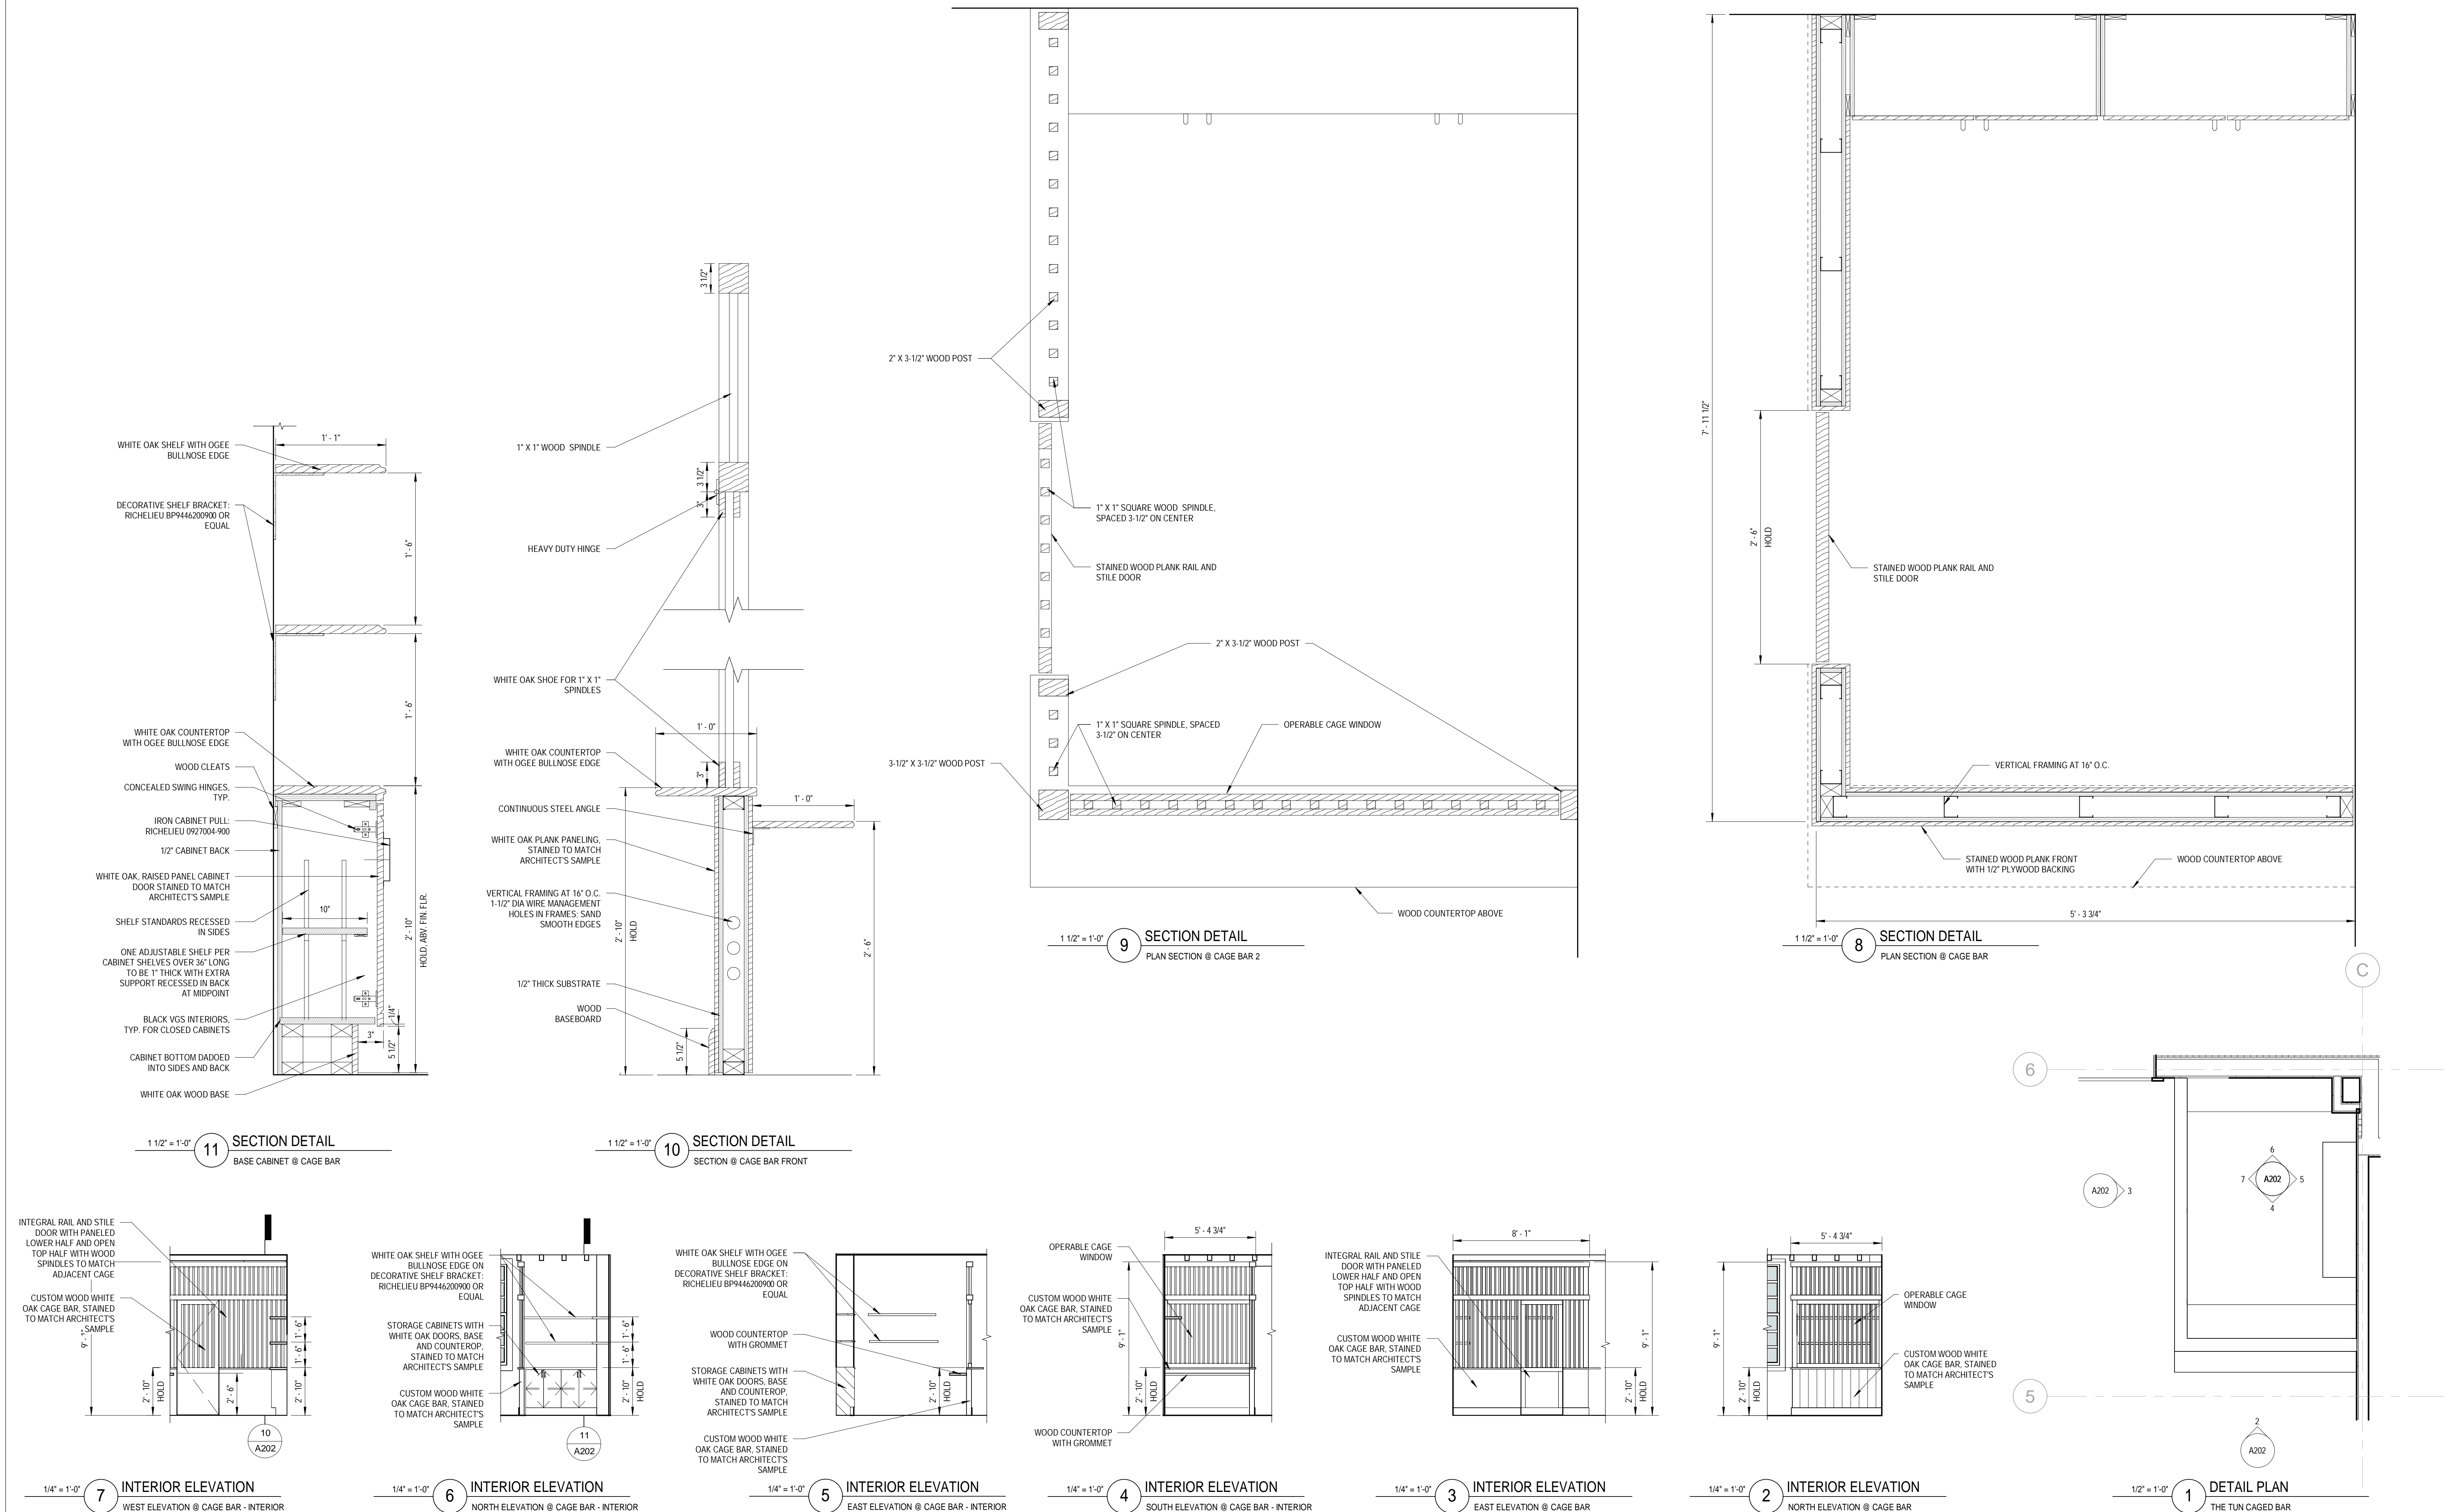 3 1/2"
1" X 1" WOOD SPINDLE
3 1/2"
3"
HEAVY DUTY HINGE
WHITE OAK SHOE FOR 1" X 1"
SPINDLES
1' - 0"
WHITE OAK COUNTERTOP
WITH OGEE BULLNOSE EDGE
3"
CONTINUOUS STEEL ANGLE
1' - 0"
WHITE OAK PLANK PANELING,
STAINED TO MATCH
ARCHITECT'S SAMPLE
VERTICAL FRAMING AT 16" O.C.
1-1/2" DIA WIRE MANAGEMENT
HOLES IN FRAMES; SAND
SMOOTH EDGES
2' - 10"
HOLD
2' - 6"
1/2" THICK SUBSTRATE
WOOD
BASEBOARD
5 1/2"
1 1/2" = 1'-0"
10
SECTION DETAIL
SECTION @ CAGE BAR FRONT
WHITE OAK SHELF WITH OGEE
BULLNOSE EDGE
1' - 1"
DECORATIVE SHELF BRACKET:
RICHELIEU BP9446200900 OR
EQUAL
1' - 6"
1' - 6"
WHITE OAK COUNTERTOP
WITH OGEE BULLNOSE EDGE
WOOD CLEATS
CONCEALED SWING HINGES,
TYP.
IRON CABINET PULL:
RICHELIEU 0927004-900
1/2" CABINET BACK
WHITE OAK, RAISED PANEL CABINET
DOOR STAINED TO MATCH
ARCHITECT'S SAMPLE
SHELF STANDARDS RECESSED
IN SIDES
10"
ONE ADJUSTABLE SHELF PER
CABINET SHELVES OVER 36" LONG
TO BE 1" THICK WITH EXTRA
SUPPORT RECESSED IN BACK
AT MIDPOINT
2' - 10"
HOLD, ABV. FIN. FLR.
BLACK VGS INTERIORS,
TYP. FOR CLOSED CABINETS
1/4"
3"
5 1/2"
CABINET BOTTOM DADOED
INTO SIDES AND BACK
WHITE OAK WOOD BASE
1 1/2" = 1'-0"
11
SECTION DETAIL
BASE CABINET @ CAGE BAR
2" X 3-1/2" WOOD POST
1" X 1" SQUARE WOOD SPINDLE,
SPACED 3-1/2" ON CENTER
STAINED WOOD PLANK RAIL AND
STILE DOOR
2" X 3-1/2" WOOD POST
1" X 1" SQUARE SPINDLE, SPACED
3-1/2" ON CENTER
OPERABLE CAGE WINDOW
3-1/2" X 3-1/2" WOOD POST
WOOD COUNTERTOP ABOVE
1 1/2" = 1'-0"
9
SECTION DETAIL
PLAN SECTION @ CAGE BAR 2
7' - 11 1/2"
2' - 6"
HOLD
STAINED WOOD PLANK RAIL AND
STILE DOOR
VERTICAL FRAMING AT 16" O.C.
STAINED WOOD PLANK FRONT
WITH 1/2" PLYWOOD BACKING
WOOD COUNTERTOP ABOVE
5' - 3 3/4"
1 1/2" = 1'-0"
8
SECTION DETAIL
PLAN SECTION @ CAGE BAR
INTEGRAL RAIL AND STILE
DOOR WITH PANELED
LOWER HALF AND OPEN
TOP HALF WITH WOOD
SPINDLES TO MATCH
ADJACENT CAGE
CUSTOM WOOD WHITE
OAK CAGE BAR, STAINED
TO MATCH ARCHITECT'S
SAMPLE
9' - 1"
2' - 10"
HOLD
2' - 6"
1' - 6"
1' - 6"
2' - 10"
10
A202
1/4" = 1'-0"
7
INTERIOR ELEVATION
WEST ELEVATION @ CAGE BAR - INTERIOR
WHITE OAK SHELF WITH OGEE
BULLNOSE EDGE ON
DECORATIVE SHELF BRACKET:
RICHELIEU BP9446200900 OR
EQUAL
STORAGE CABINETS WITH
WHITE OAK DOORS, BASE
AND COUNTEROP,
STAINED TO MATCH
ARCHITECT'S SAMPLE
CUSTOM WOOD WHITE
OAK CAGE BAR, STAINED
TO MATCH ARCHITECT'S
SAMPLE
1' - 6"
1' - 6"
2' - 10"
HOLD
11
A202
1/4" = 1'-0"
6
INTERIOR ELEVATION
NORTH ELEVATION @ CAGE BAR - INTERIOR
WHITE OAK SHELF WITH OGEE
BULLNOSE EDGE ON
DECORATIVE SHELF BRACKET:
RICHELIEU BP9446200900 OR
EQUAL
WOOD COUNTERTOP
WITH GROMMET
STORAGE CABINETS WITH
WHITE OAK DOORS, BASE
AND COUNTEROP,
STAINED TO MATCH
ARCHITECT'S SAMPLE
CUSTOM WOOD WHITE
OAK CAGE BAR, STAINED
TO MATCH ARCHITECT'S
SAMPLE
2' - 10"
HOLD
1/4" = 1'-0"
5
INTERIOR ELEVATION
EAST ELEVATION @ CAGE BAR - INTERIOR
5' - 4 3/4"
OPERABLE CAGE
WINDOW
CUSTOM WOOD WHITE
OAK CAGE BAR, STAINED
TO MATCH ARCHITECT'S
SAMPLE
9' - 1"
2' - 10"
HOLD
WOOD COUNTERTOP
WITH GROMMET
1/4" = 1'-0"
4
INTERIOR ELEVATION
SOUTH ELEVATION @ CAGE BAR - INTERIOR
8' - 1"
INTEGRAL RAIL AND STILE
DOOR WITH PANELED
LOWER HALF AND OPEN
TOP HALF WITH WOOD
SPINDLES TO MATCH
ADJACENT CAGE
CUSTOM WOOD WHITE
OAK CAGE BAR, STAINED
TO MATCH ARCHITECT'S
SAMPLE
2' - 10"
HOLD
9' - 1"
1/4" = 1'-0"
3
INTERIOR ELEVATION
EAST ELEVATION @ CAGE BAR
5' - 4 3/4"
OPERABLE CAGE
WINDOW
9' - 1"
2' - 10"
HOLD
CUSTOM WOOD WHITE
OAK CAGE BAR, STAINED
TO MATCH ARCHITECT'S
SAMPLE
1/4" = 1'-0"
2
INTERIOR ELEVATION
NORTH ELEVATION @ CAGE BAR
C
6
6
7 A202 5
4
A202 3
5
2
A202
1/2" = 1'-0"
1
DETAIL PLAN
THE TUN CAGED BAR